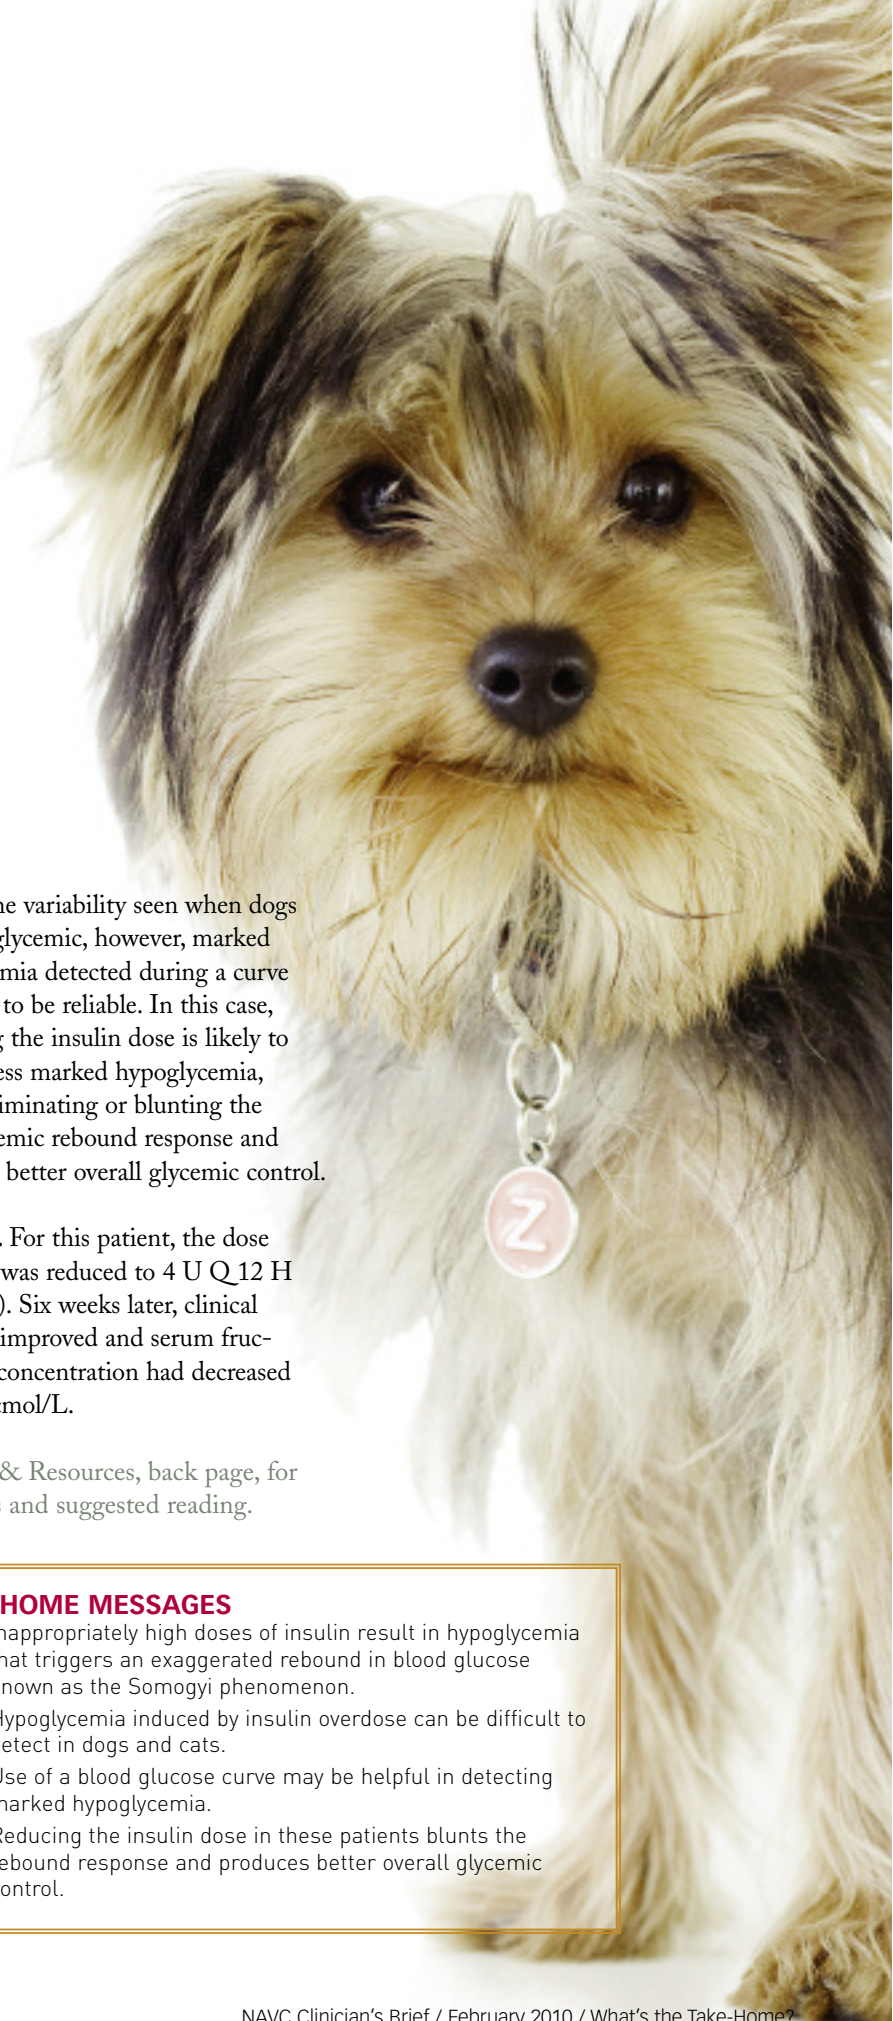 ne variability seen when dogs
glycemic, however, marked
mia detected during a curve
to be reliable. In this case,
g the insulin dose is likely to
ess marked hypoglycemia,
iminating or blunting the
emic rebound response and
better overall glycemic control.
. For this patient, the dose
was reduced to 4 U Q 12 H
). Six weeks later, clinical
improved and serum fruc-
concentration had decreased
mol/L.
& Resources, back page, for
s and suggested reading.
Z
HOME MESSAGES
nappropriately high doses of insulin result in hypoglycemia
hat triggers an exaggerated rebound in blood glucose
nown as the Somogyi phenomenon.
Hypoglycemia induced by insulin overdose can be difficult to
etect in dogs and cats.
Use of a blood glucose curve may be helpful in detecting
marked hypoglycemia.
Reducing the insulin dose in these patients blunts the
ebound response and produces better overall glycemic
ontrol.
NAVC Clinician's Brief / February 2010 / What's the Take-Home?